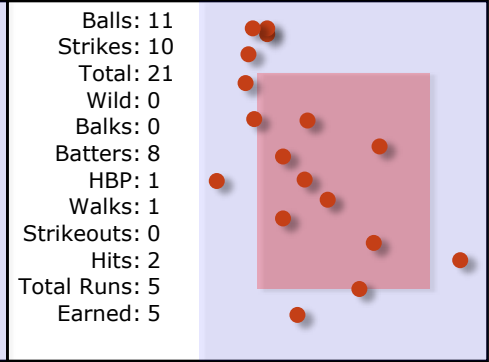 Balls: 11
Strikes: 10
Total: 21
Wild: 0
Balks: 0
Batters: 8
HBP: 1
Walks: 1
Strikeouts: 0
Hits: 2
Total Runs: 5
Earned: 5